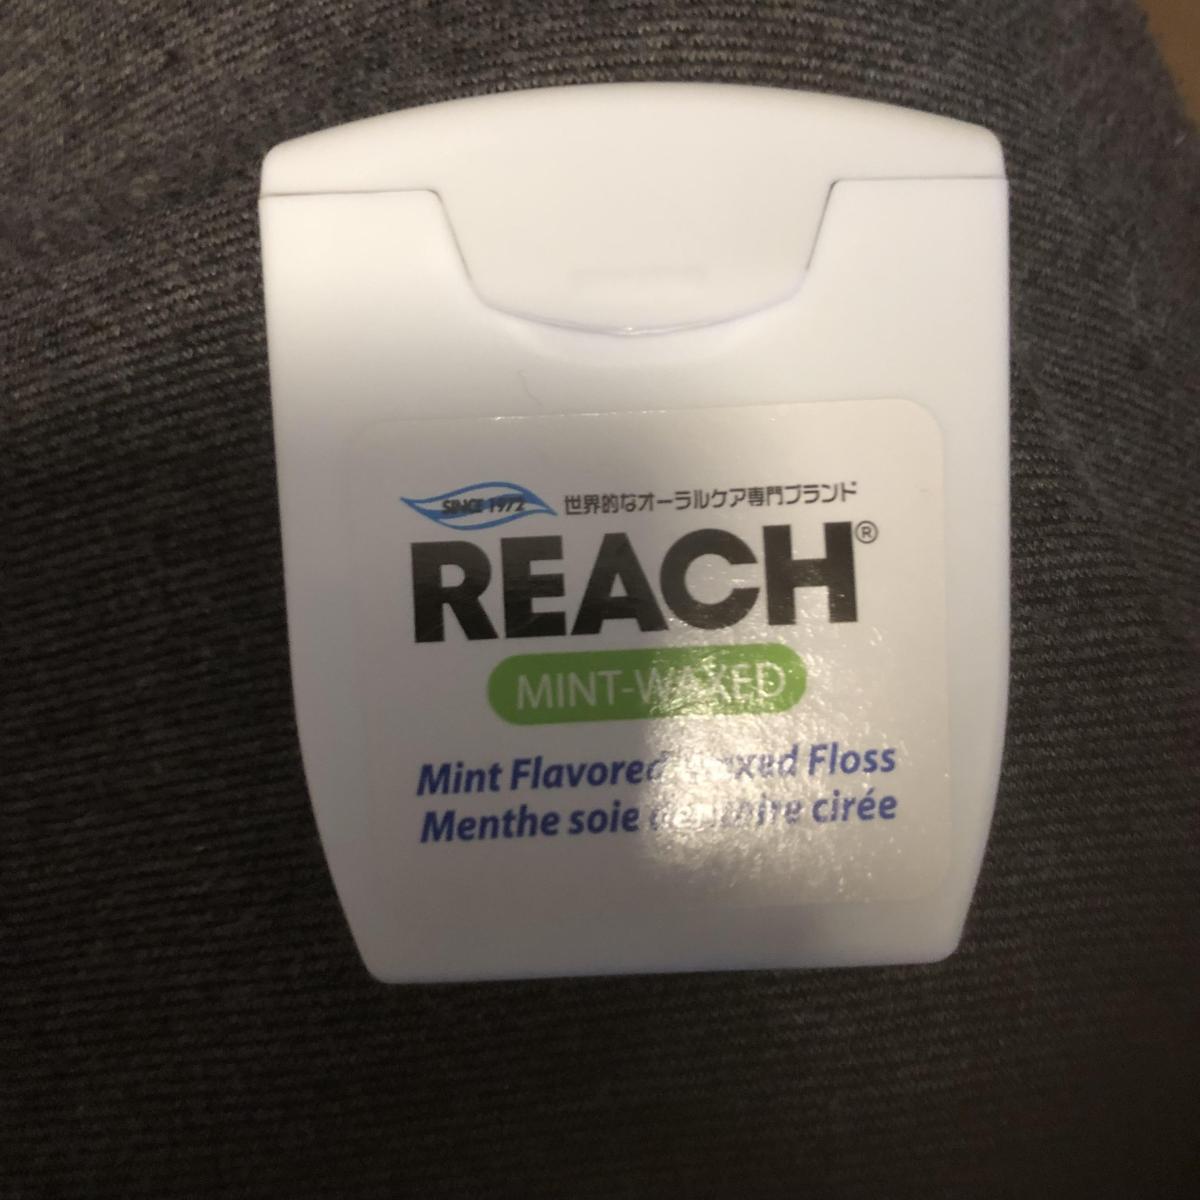 SINCE 1972 世界的なオーラルケア専門ブランド
REACH®
MINT-WAXED
Mint Flavored Waxed Floss
Menthe soie dentaire cirée